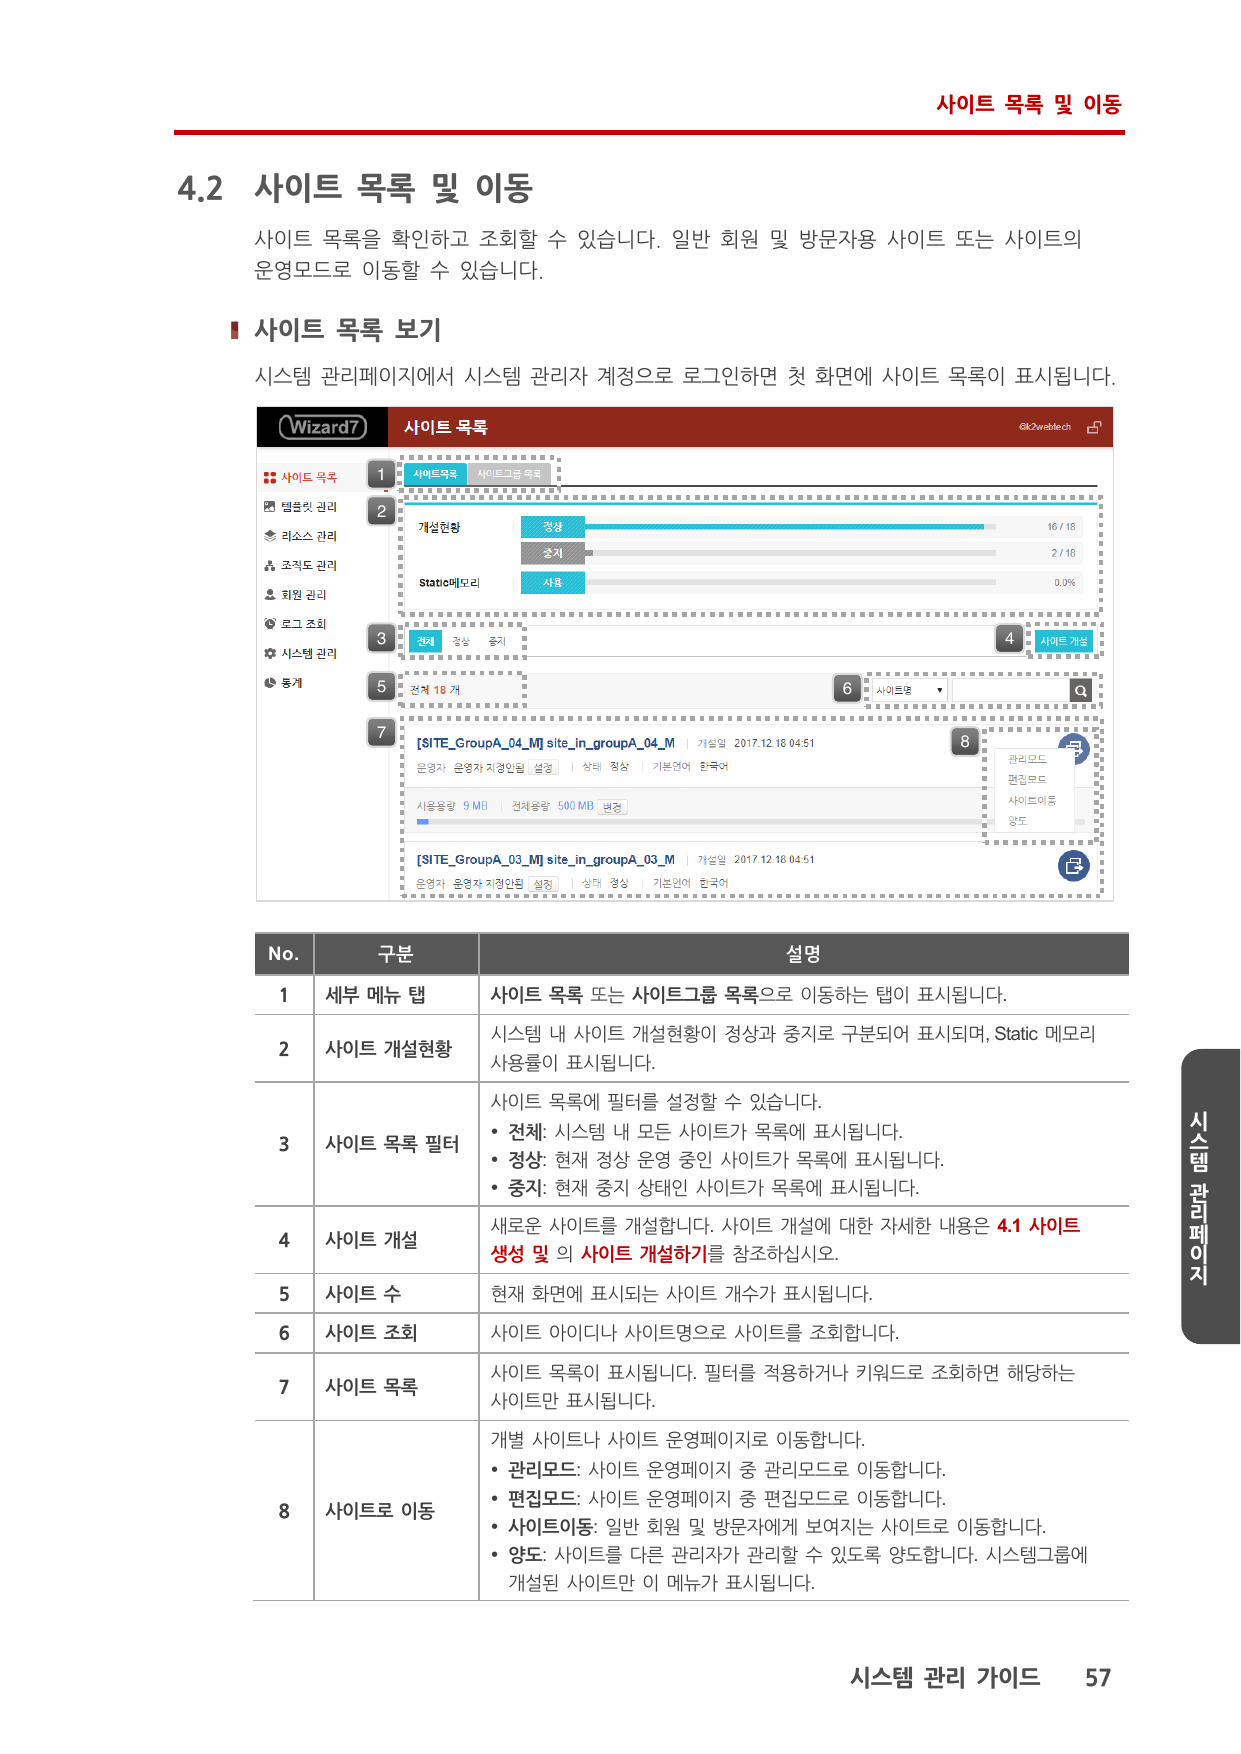 사이트 목록 및 이동
4.2 사이트 목록 및 이동
사이트 목록을 확인하고 조회할 수 있습니다. 일반 회원 및 방문자용 사이트 또는 사이트의
운영모드로 이동할 수 있습니다.
사이트 목록 보기
시스템 관리페이지에서 시스템 관리자 계정으로 로그인하면 첫 화면에 사이트 목록이 표시됩니다.
Wizard7 사이트 목록 @k2webtech
사이트 목록 1 사이트목록 사이트그룹 목록
템플릿 관리 2
개설현황 정상 16 / 18
리소스 관리
중지 2 / 18
조직도 관리
Static메모리 사용 0.0%
회원 관리
로그 조회
3 전체 정상 중지 4 사이트 개설
시스템 관리
통계 5 전체 18 개 6 사이트명
7
[SITE_GroupA_04_M] site_in_groupA_04_M 개설일 2017.12.18 04:51 8
운영자 운영자 지정안됨 설정 상태 정상 기본언어 한국어
관리모드
편집모드
사이트이동
양도
사용용량 9 MB 전체용량 500 MB 변경
[SITE_GroupA_03_M] site_in_groupA_03_M 개설일 2017.12.18 04:51
운영자 운영자 지정안됨 설정 상태 정상 기본언어 한국어
No. 구분 설명
1 세부 메뉴 탭 사이트 목록 또는 사이트그룹 목록으로 이동하는 탭이 표시됩니다.
2 사이트 개설현황 시스템 내 사이트 개설현황이 정상과 중지로 구분되어 표시되며, Static 메모리
사용률이 표시됩니다.
3 사이트 목록 필터 사이트 목록에 필터를 설정할 수 있습니다.
• 전체: 시스템 내 모든 사이트가 목록에 표시됩니다.
• 정상: 현재 정상 운영 중인 사이트가 목록에 표시됩니다.
• 중지: 현재 중지 상태인 사이트가 목록에 표시됩니다.
4 사이트 개설 새로운 사이트를 개설합니다. 사이트 개설에 대한 자세한 내용은 4.1 사이트
생성 및 의 사이트 개설하기를 참조하십시오.
5 사이트 수 현재 화면에 표시되는 사이트 개수가 표시됩니다.
6 사이트 조회 사이트 아이디나 사이트명으로 사이트를 조회합니다.
7 사이트 목록 사이트 목록이 표시됩니다. 필터를 적용하거나 키워드로 조회하면 해당하는
사이트만 표시됩니다.
8 사이트로 이동 개별 사이트나 사이트 운영페이지로 이동합니다.
• 관리모드: 사이트 운영페이지 중 관리모드로 이동합니다.
• 편집모드: 사이트 운영페이지 중 편집모드로 이동합니다.
• 사이트이동: 일반 회원 및 방문자에게 보여지는 사이트로 이동합니다.
• 양도: 사이트를 다른 관리자가 관리할 수 있도록 양도합니다. 시스템그룹에
개설된 사이트만 이 메뉴가 표시됩니다.
시스템 관리페이지
시스템 관리 가이드 57